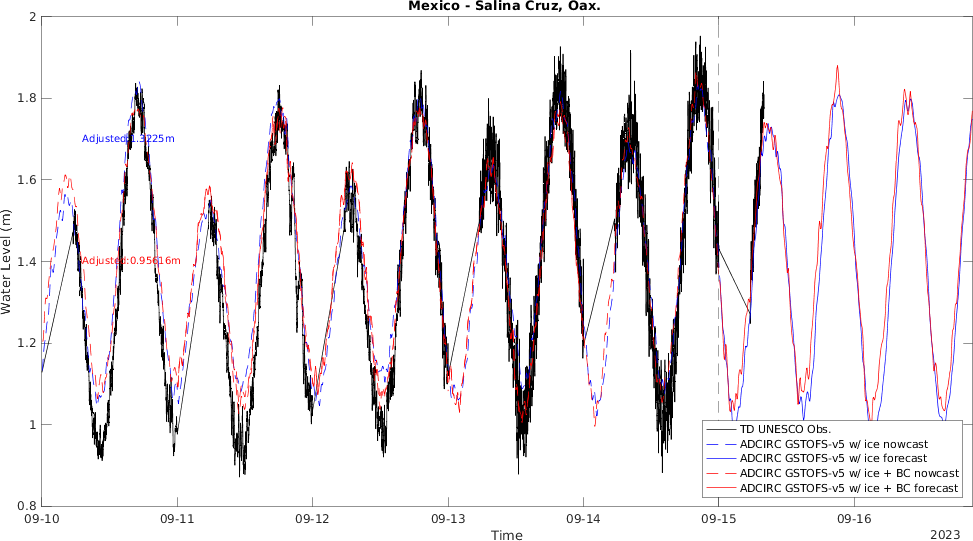 Mexico - Salina Cruz, Oax.
2
1.8
1.6
1.4
1.2
1
0.8
Water Level (m)
Adjusted:1.3225m
Adjusted:0.95616m
TD UNESCO Obs.
ADCIRC GSTOFS-v5 w/ ice nowcast
ADCIRC GSTOFS-v5 w/ ice forecast
ADCIRC GSTOFS-v5 w/ ice + BC nowcast
ADCIRC GSTOFS-v5 w/ ice + BC forecast
09-10 09-11 09-12 09-13 09-14 09-15 09-16
Time
2023